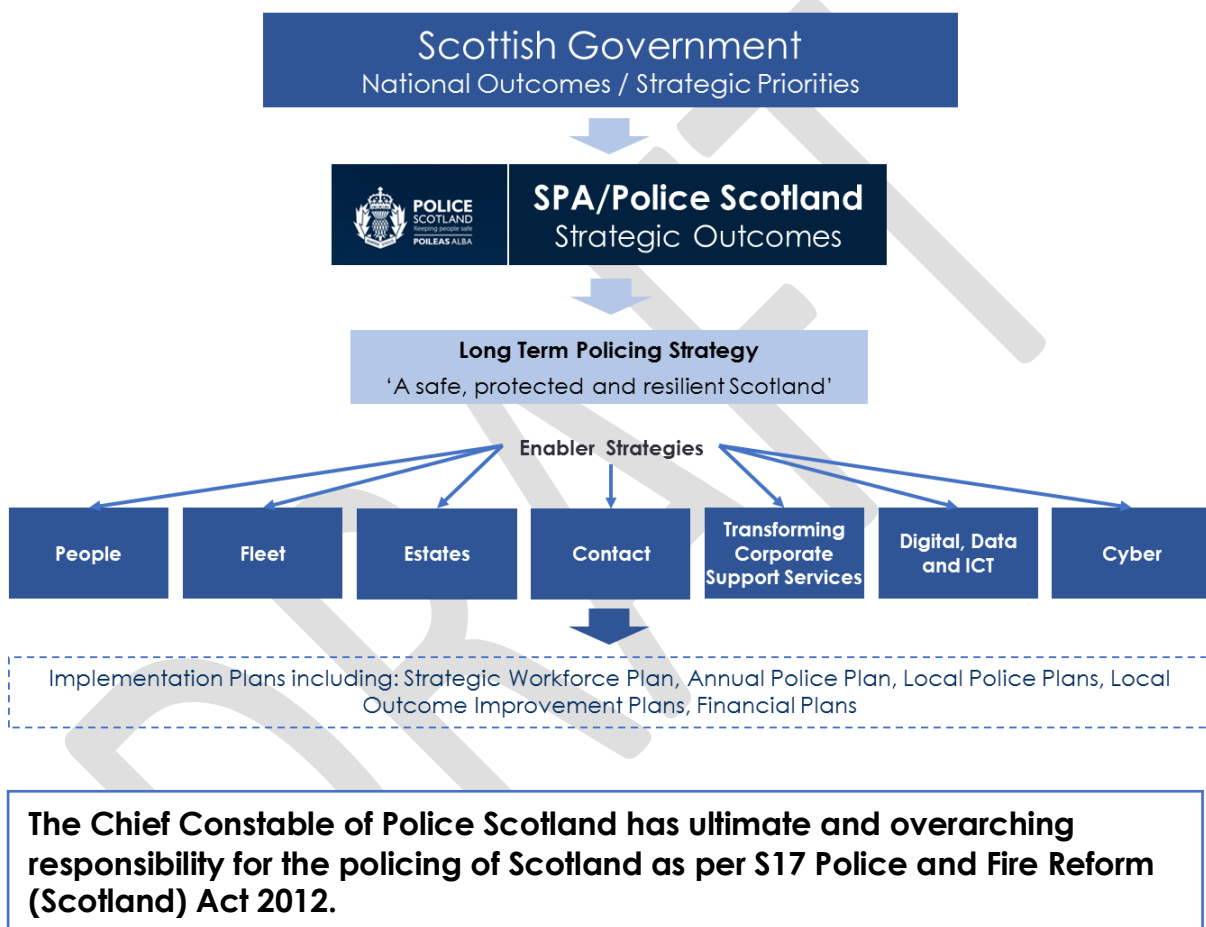 Scottish Government
National Outcomes / Strategic Priorities
POLICE
SCOTLAND
Keeping people safe
POILEAS ALBA
SPA/Police Scotland
Strategic Outcomes
Long Term Policing Strategy
‘A safe, protected and resilient Scotland’
Enabler Strategies
People
Fleet
Estates
Contact
Transforming
Corporate
Support Services
Digital, Data
and ICT
Cyber
Implementation Plans including: Strategic Workforce Plan, Annual Police Plan, Local Police Plans, Local
Outcome Improvement Plans, Financial Plans
The Chief Constable of Police Scotland has ultimate and overarching
responsibility for the policing of Scotland as per S17 Police and Fire Reform
(Scotland) Act 2012.
DRAFT